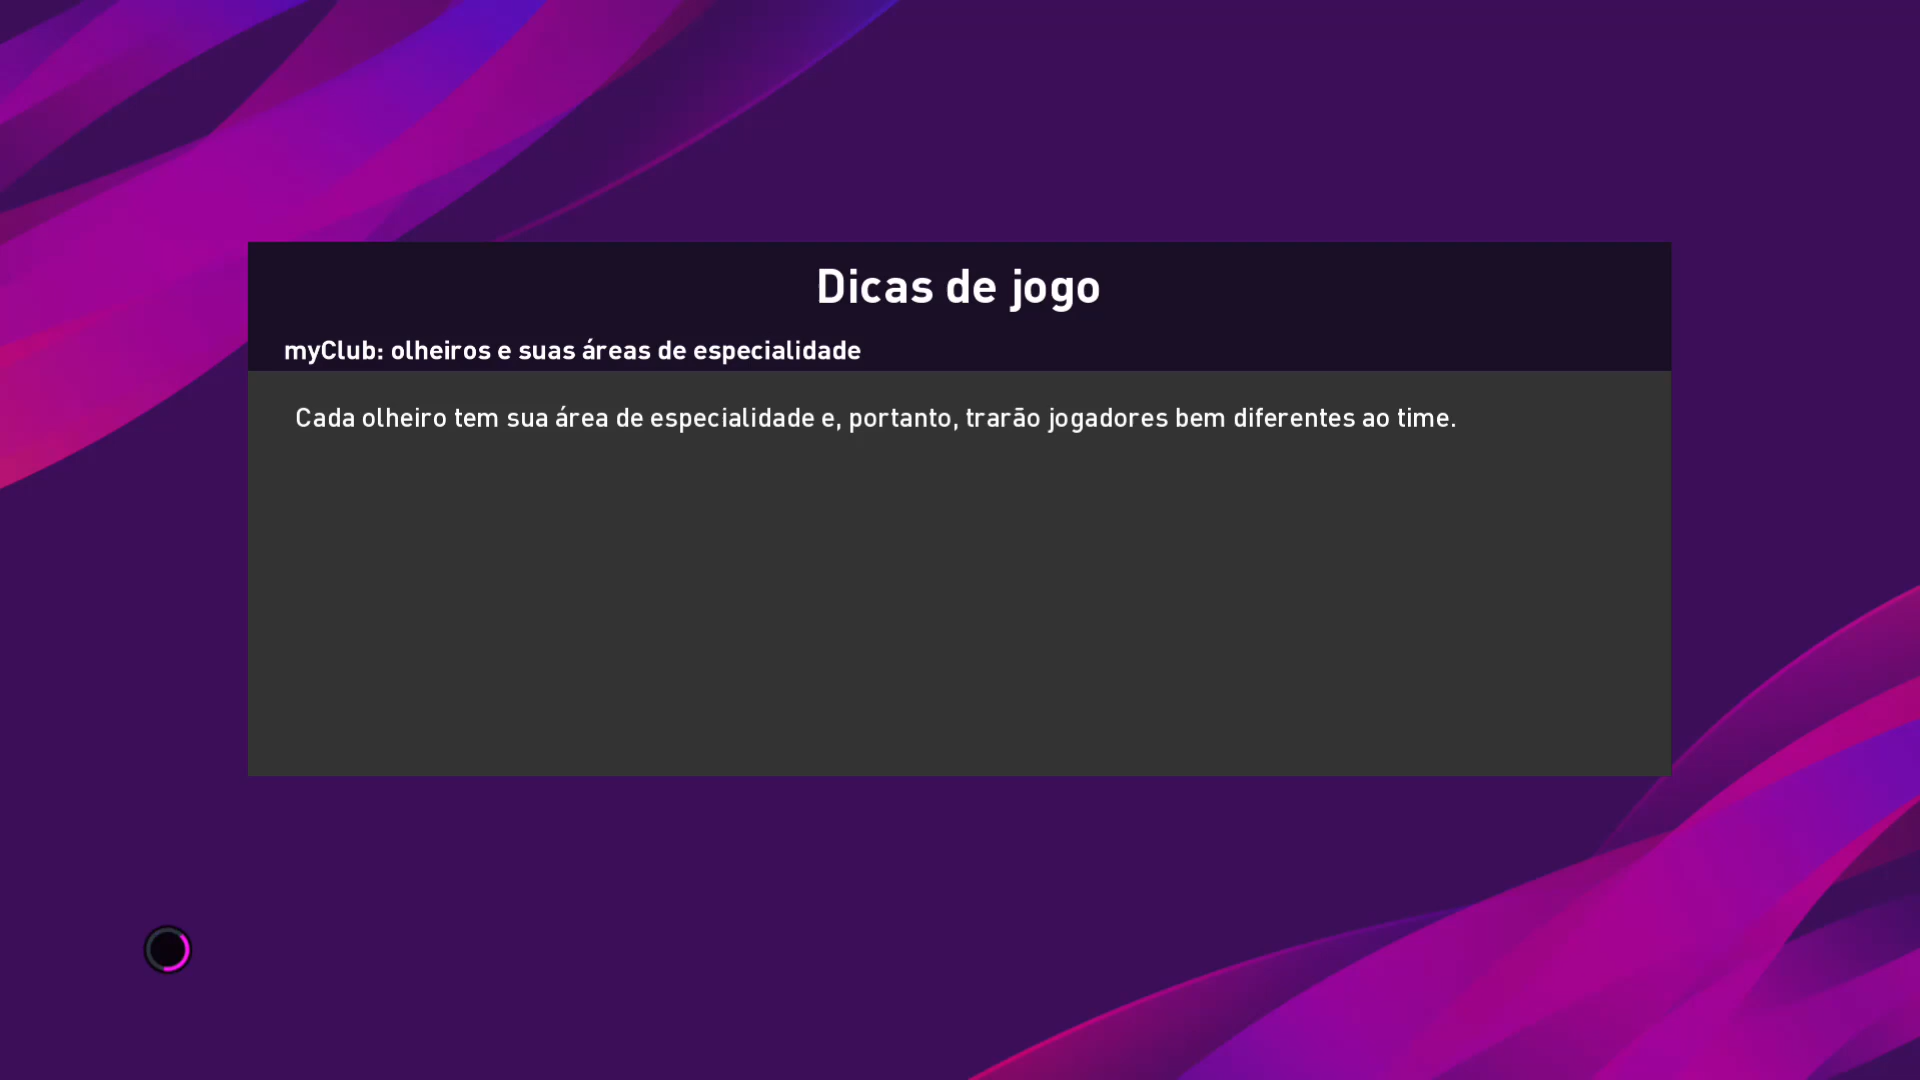 Dicas de jogo
myClub: olheiros e suas áreas de especialidade
Cada olheiro tem sua área de especialidade e, portanto, trarão jogadores bem diferentes ao time.